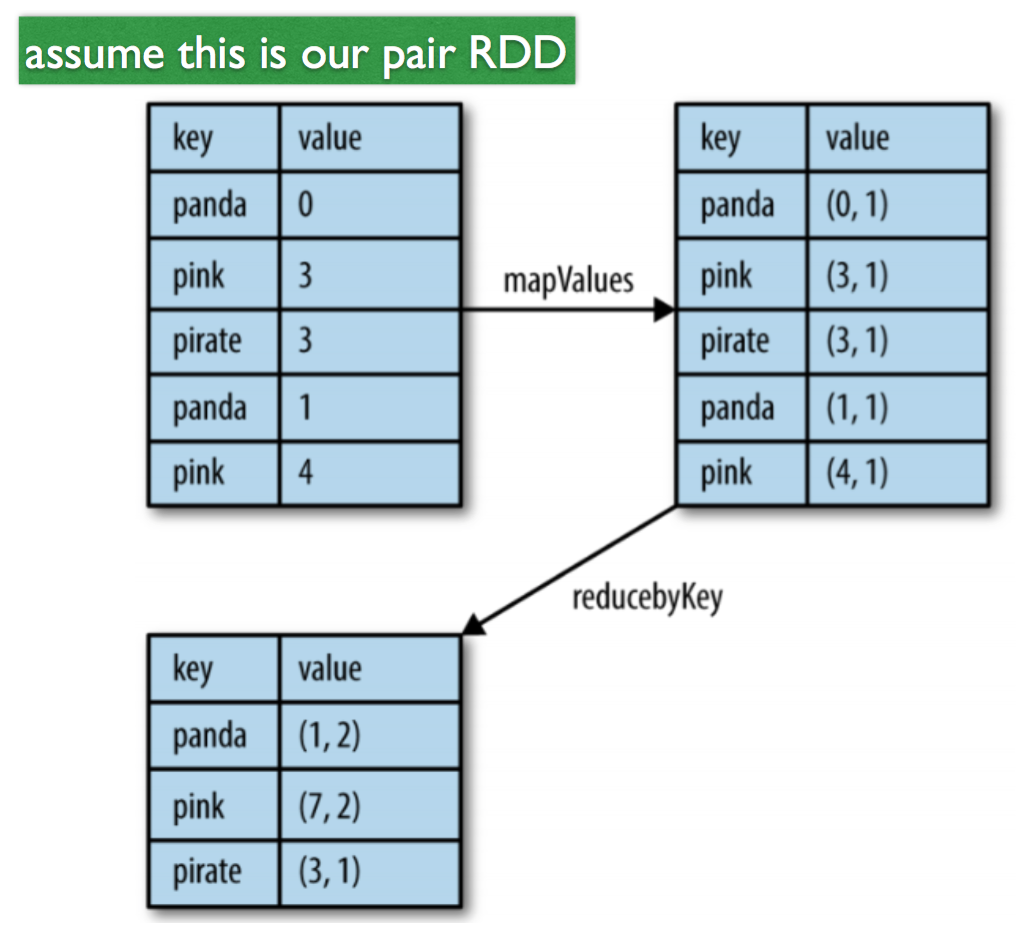 assume this is our pair RDD
key value
panda 0
pink 3
pirate 3
panda 1
pink 4
mapValues
key value
panda (0, 1)
pink (3, 1)
pirate (3, 1)
panda (1, 1)
pink (4, 1)
reducebyKey
key value
panda (1, 2)
pink (7, 2)
pirate (3, 1)